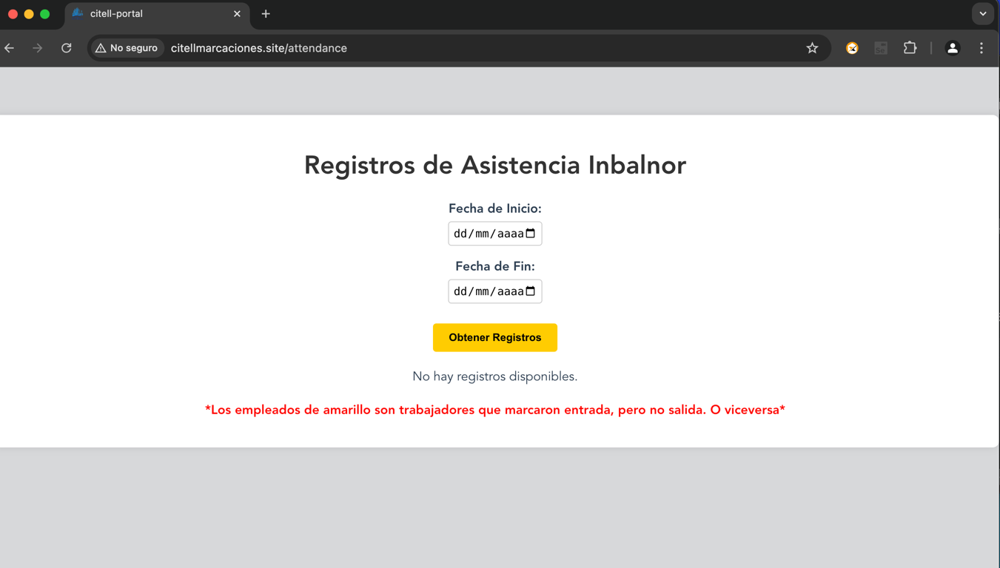 citell-portal
No seguro
citellmarcaciones.site/attendance
Registros de Asistencia Inbalnor
Fecha de Inicio:
dd/mm/aaaa
Fecha de Fin:
dd/mm/aaaa
Obtener Registros
No hay registros disponibles.
*Los empleados de amarillo son trabajadores que marcaron entrada, pero no salida. O viceversa*